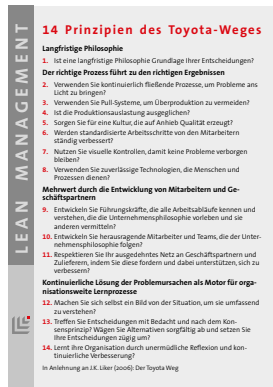 LEAN MANAGEMENT
14 Prinzipien des Toyota-Weges
Langfristige Philosophie
1. Ist eine langfristige Philosophie Grundlage Ihrer Entscheidungen?
Der richtige Prozess führt zu den richtigen Ergebnissen
2. Verwenden Sie kontinuierlich fließende Prozesse, um Probleme ans
Licht zu bringen?
3. Verwenden Sie Pull-Systeme, um Überproduktion zu vermeiden?
4. Ist die Produktionsauslastung ausgeglichen?
5. Sorgen Sie für eine Kultur, die auf Anhieb Qualität erzeugt?
6. Werden standardisierte Arbeitsschritte von den Mitarbeitern
ständig verbessert?
7. Nutzen Sie visuelle Kontrollen, damit keine Probleme verborgen
bleiben?
8. Verwenden Sie zuverlässige Technologien, die Menschen und
Prozessen dienen?
Mehrwert durch die Entwicklung von Mitarbeitern und Ge-
schäftspartnern
9. Entwickeln Sie Führungskräfte, die alle Arbeitsabläufe kennen und
verstehen, die die Unternehmensphilosophie vorleben und sie
anderen vermitteln?
10. Entwickeln Sie herausragende Mitarbeiter und Teams, die der Unter-
nehmensphilosophie folgen?
11. Respektieren Sie Ihr ausgedehntes Netz an Geschäftspartnern und
Zulieferern, indem Sie diese fordern und dabei unterstützen, sich zu
verbessern?
Kontinuierliche Lösung der Problemursachen als Motor für orga-
nisationsweite Lernprozesse
12. Machen Sie sich selbst ein Bild von der Situation, um sie umfassend
zu verstehen?
13. Treffen Sie Entscheidungen mit Bedacht und nach dem Kon-
sensprinzip? Wägen Sie Alternativen sorgfältig ab und setzen Sie
Ihre Entscheidungen zügig um?
14. Lernt ihre Organisation durch unermüdliche Reflexion und kon-
tinuierliche Verbesserung?
In Anlehnung an J.K. Liker (2006): Der Toyota Weg